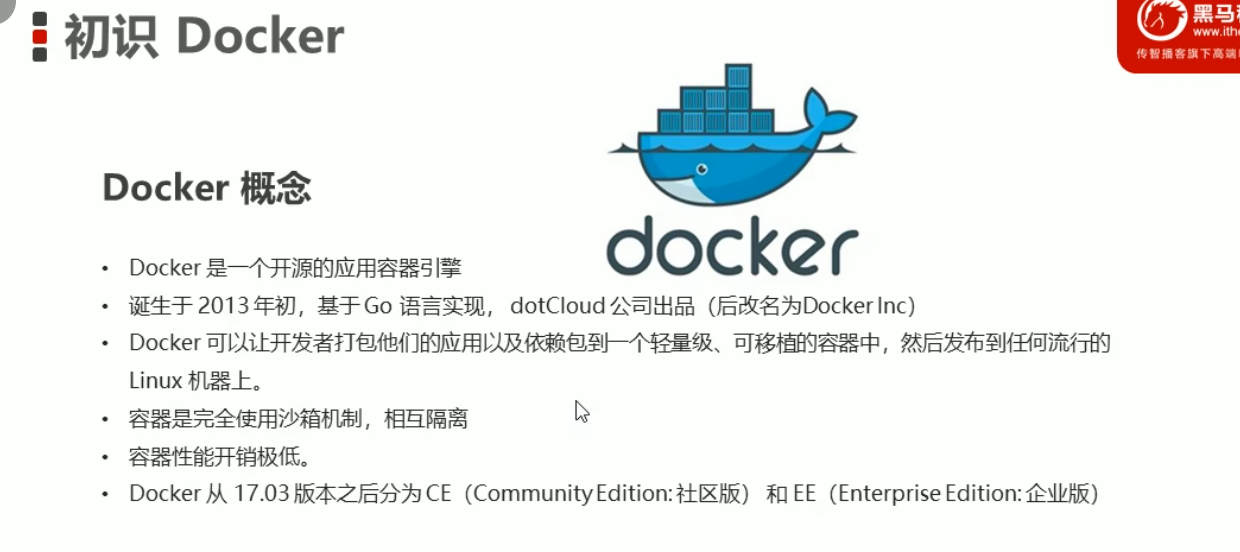 初识 Docker
黑马
www.ithe
传智播客旗下高端
Docker 概念
docker
• Docker 是一个开源的应用容器引擎
• 诞生于 2013 年初，基于 Go 语言实现， dotCloud 公司出品（后改名为Docker Inc）
• Docker 可以让开发者打包他们的应用以及依赖包到一个轻量级、可移植的容器中，然后发布到任何流行的
Linux 机器上。
• 容器是完全使用沙箱机制，相互隔离
• 容器性能开销极低。
• Docker 从 17.03 版本之后分为 CE（Community Edition: 社区版） 和 EE（Enterprise Edition: 企业版）